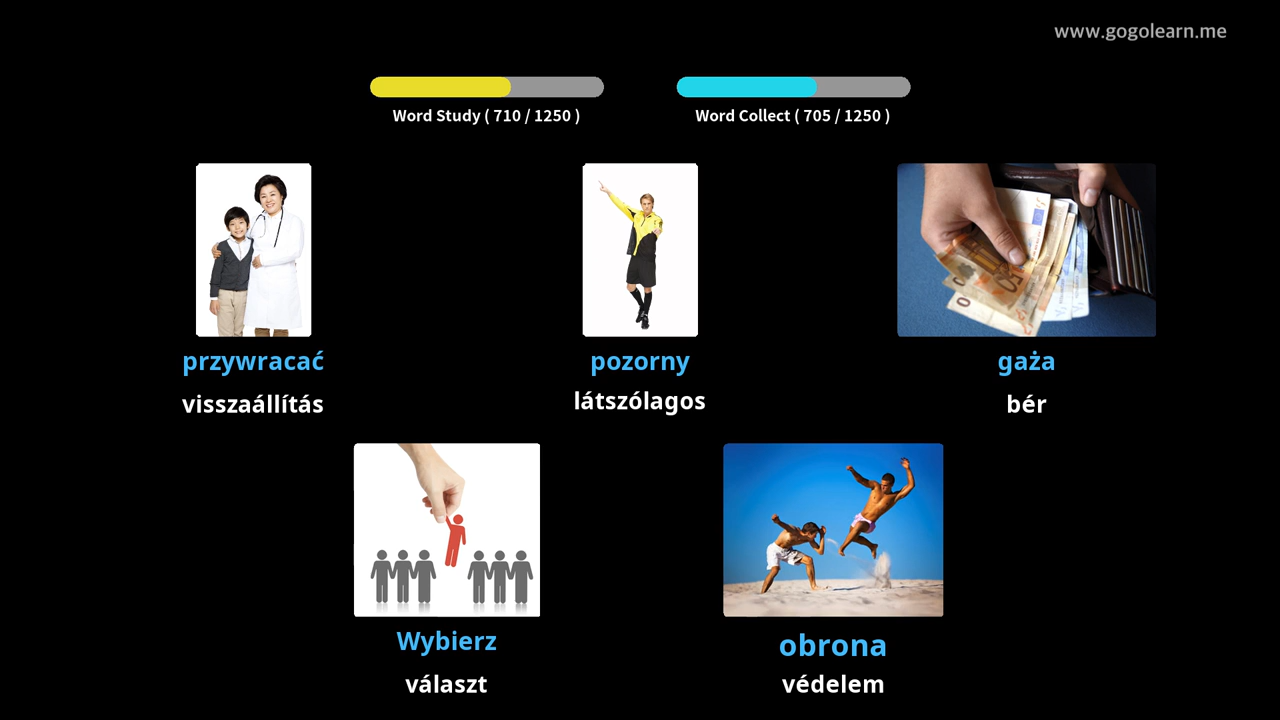 www.gogolearn.me
Word Study ( 710 / 1250 )
Word Collect ( 705 / 1250 )
przywracać
pozorny
gaża
visszaállítás
látszólagos
bér
Wybierz
obrona
választ
védelem